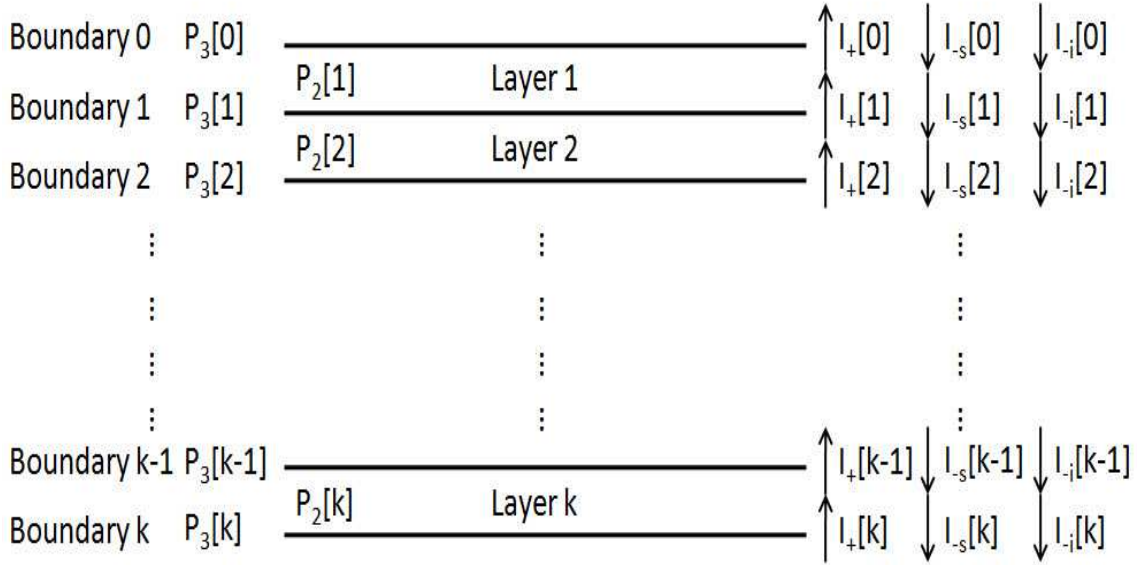 Boundary 0 P₃[0] I₊[0] I₋ₛ[0] I₋ᵢ[0]
P₂[1] Layer 1
Boundary 1 P₃[1] I₊[1] I₋ₛ[1] I₋ᵢ[1]
P₂[2] Layer 2
Boundary 2 P₃[2] I₊[2] I₋ₛ[2] I₋ᵢ[2]
⋮ ⋮ ⋮
⋮ ⋮ ⋮
⋮ ⋮ ⋮
⋮ ⋮ ⋮
Boundary k-1 P₃[k-1] I₊[k-1] I₋ₛ[k-1] I₋ᵢ[k-1]
P₂[k] Layer k
Boundary k P₃[k] I₊[k] I₋ₛ[k] I₋ᵢ[k]